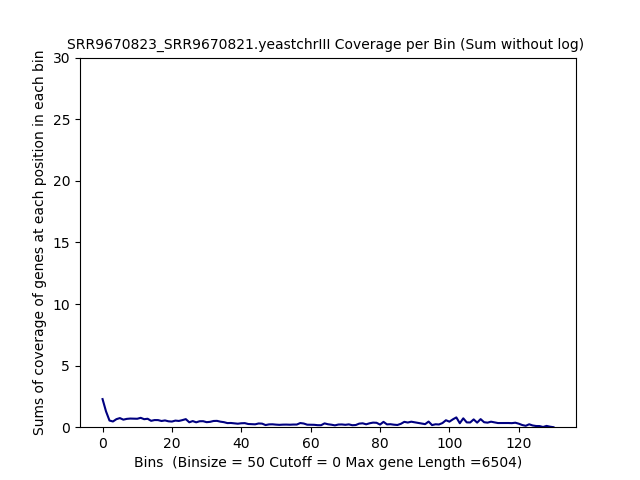 SRR9670823_SRR9670821.yeastchrIII Coverage per Bin (Sum without log)
Sums of coverage of genes at each position in each bin
30
25
20
15
10
5
0
0 20 40 60 80 100 120
Bins  (Binsize = 50 Cutoff = 0 Max gene Length =6504)